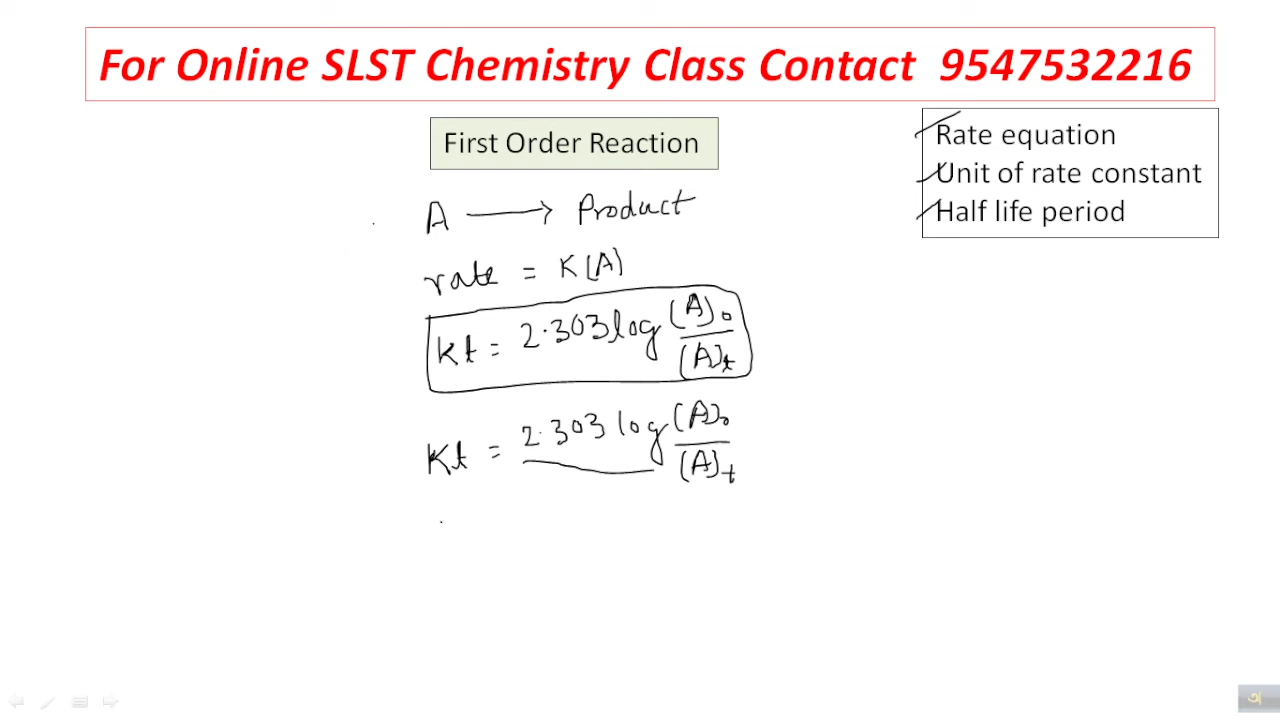 For Online SLST Chemistry Class Contact 9547532216
First Order Reaction
Rate equation
Unit of rate constant
Half life period
A ⟶ Product
rate = K[A]
Kt = 2.303 log [A]₀/[A]t
Kt = 2.303 log [A]₀/[A]t
অ